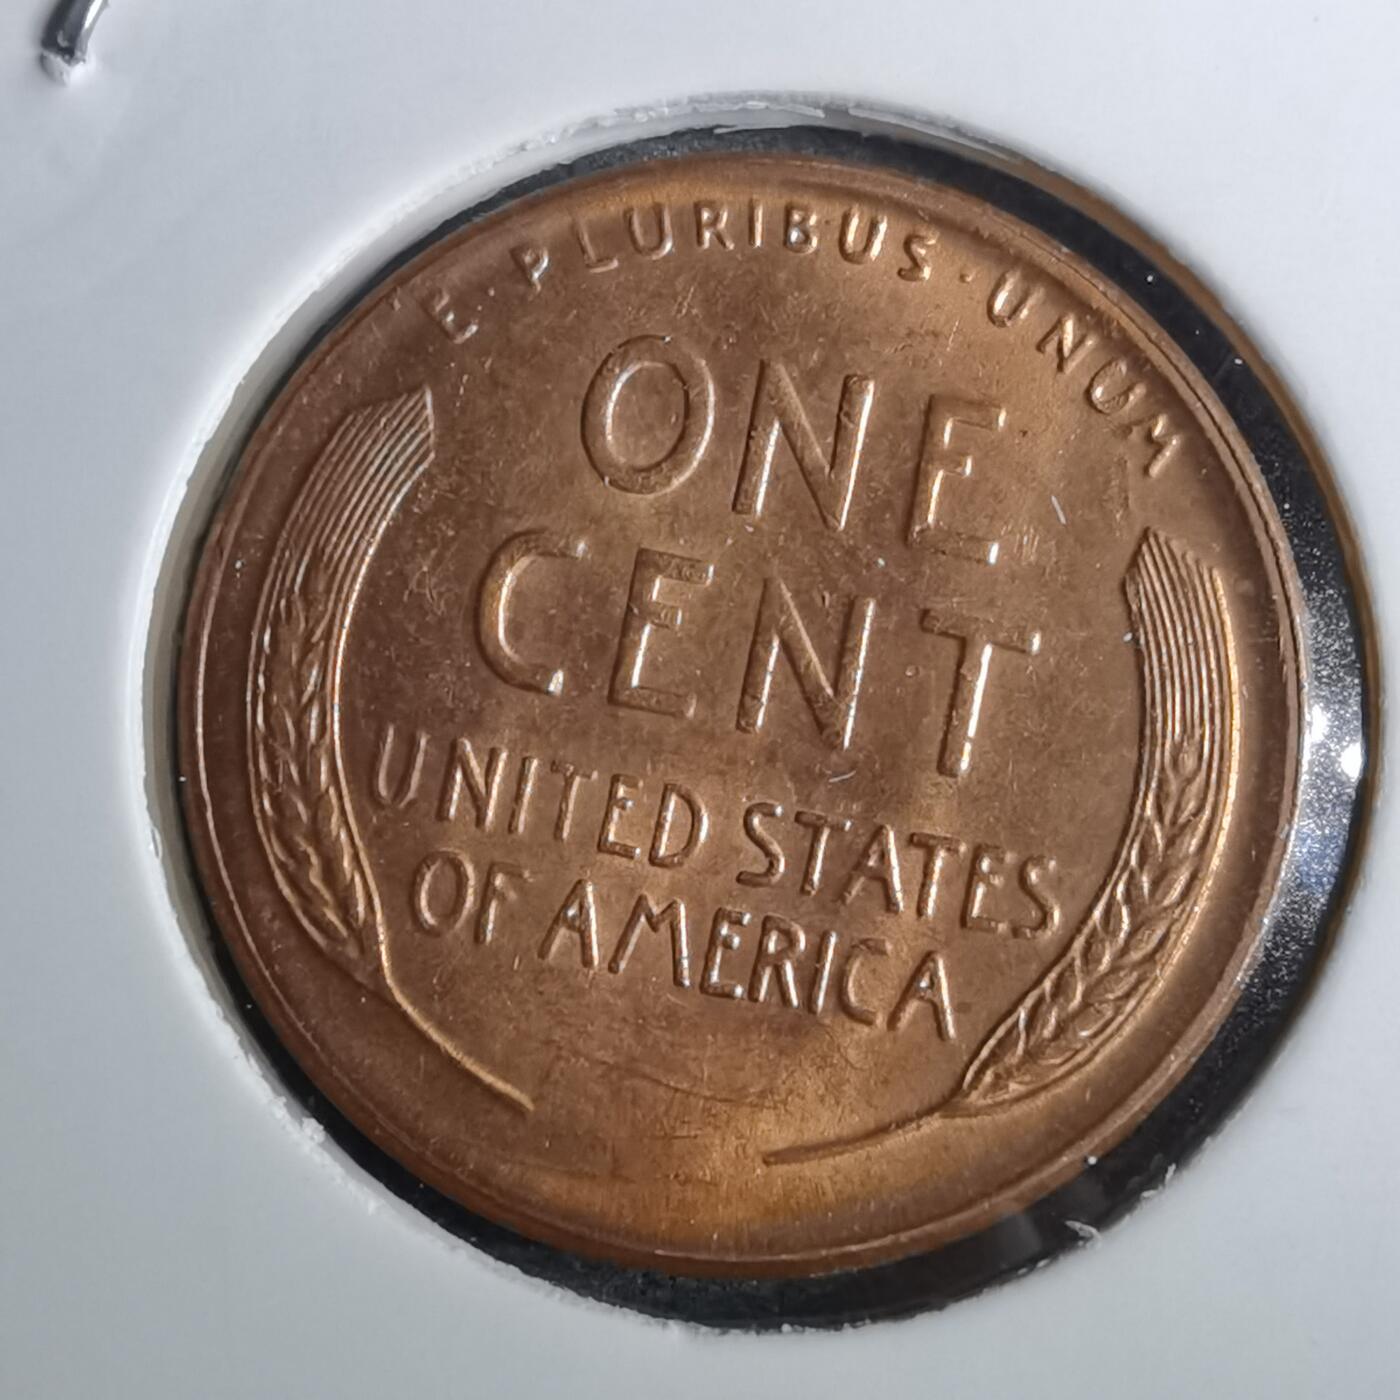 E · PLURIBUS · UNUM
ONE
CENT
UNITED STATES
OF AMERICA